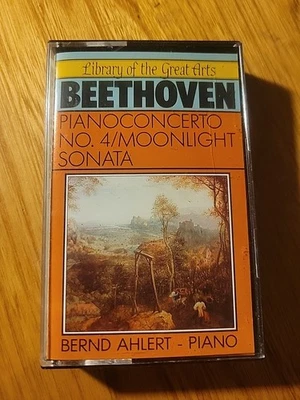 Library of the Great Arts
BEETHOVEN
PIANOCONCERTO
NO. 4/MOONLIGHT
SONATA
BERND AHLERT - PIANO